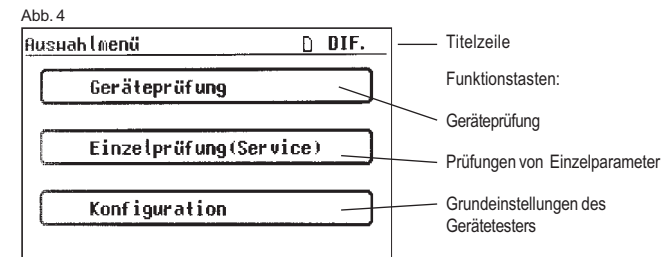 Abb. 4
Auswahlmenü DIF.
Titelzeile
Funktionstasten:
Geräteprüfung
Geräteprüfung
Einzelprüfung(Service)
Prüfungen von Einzelparameter
Konfiguration
Grundeinstellungen des
Gerätetesters